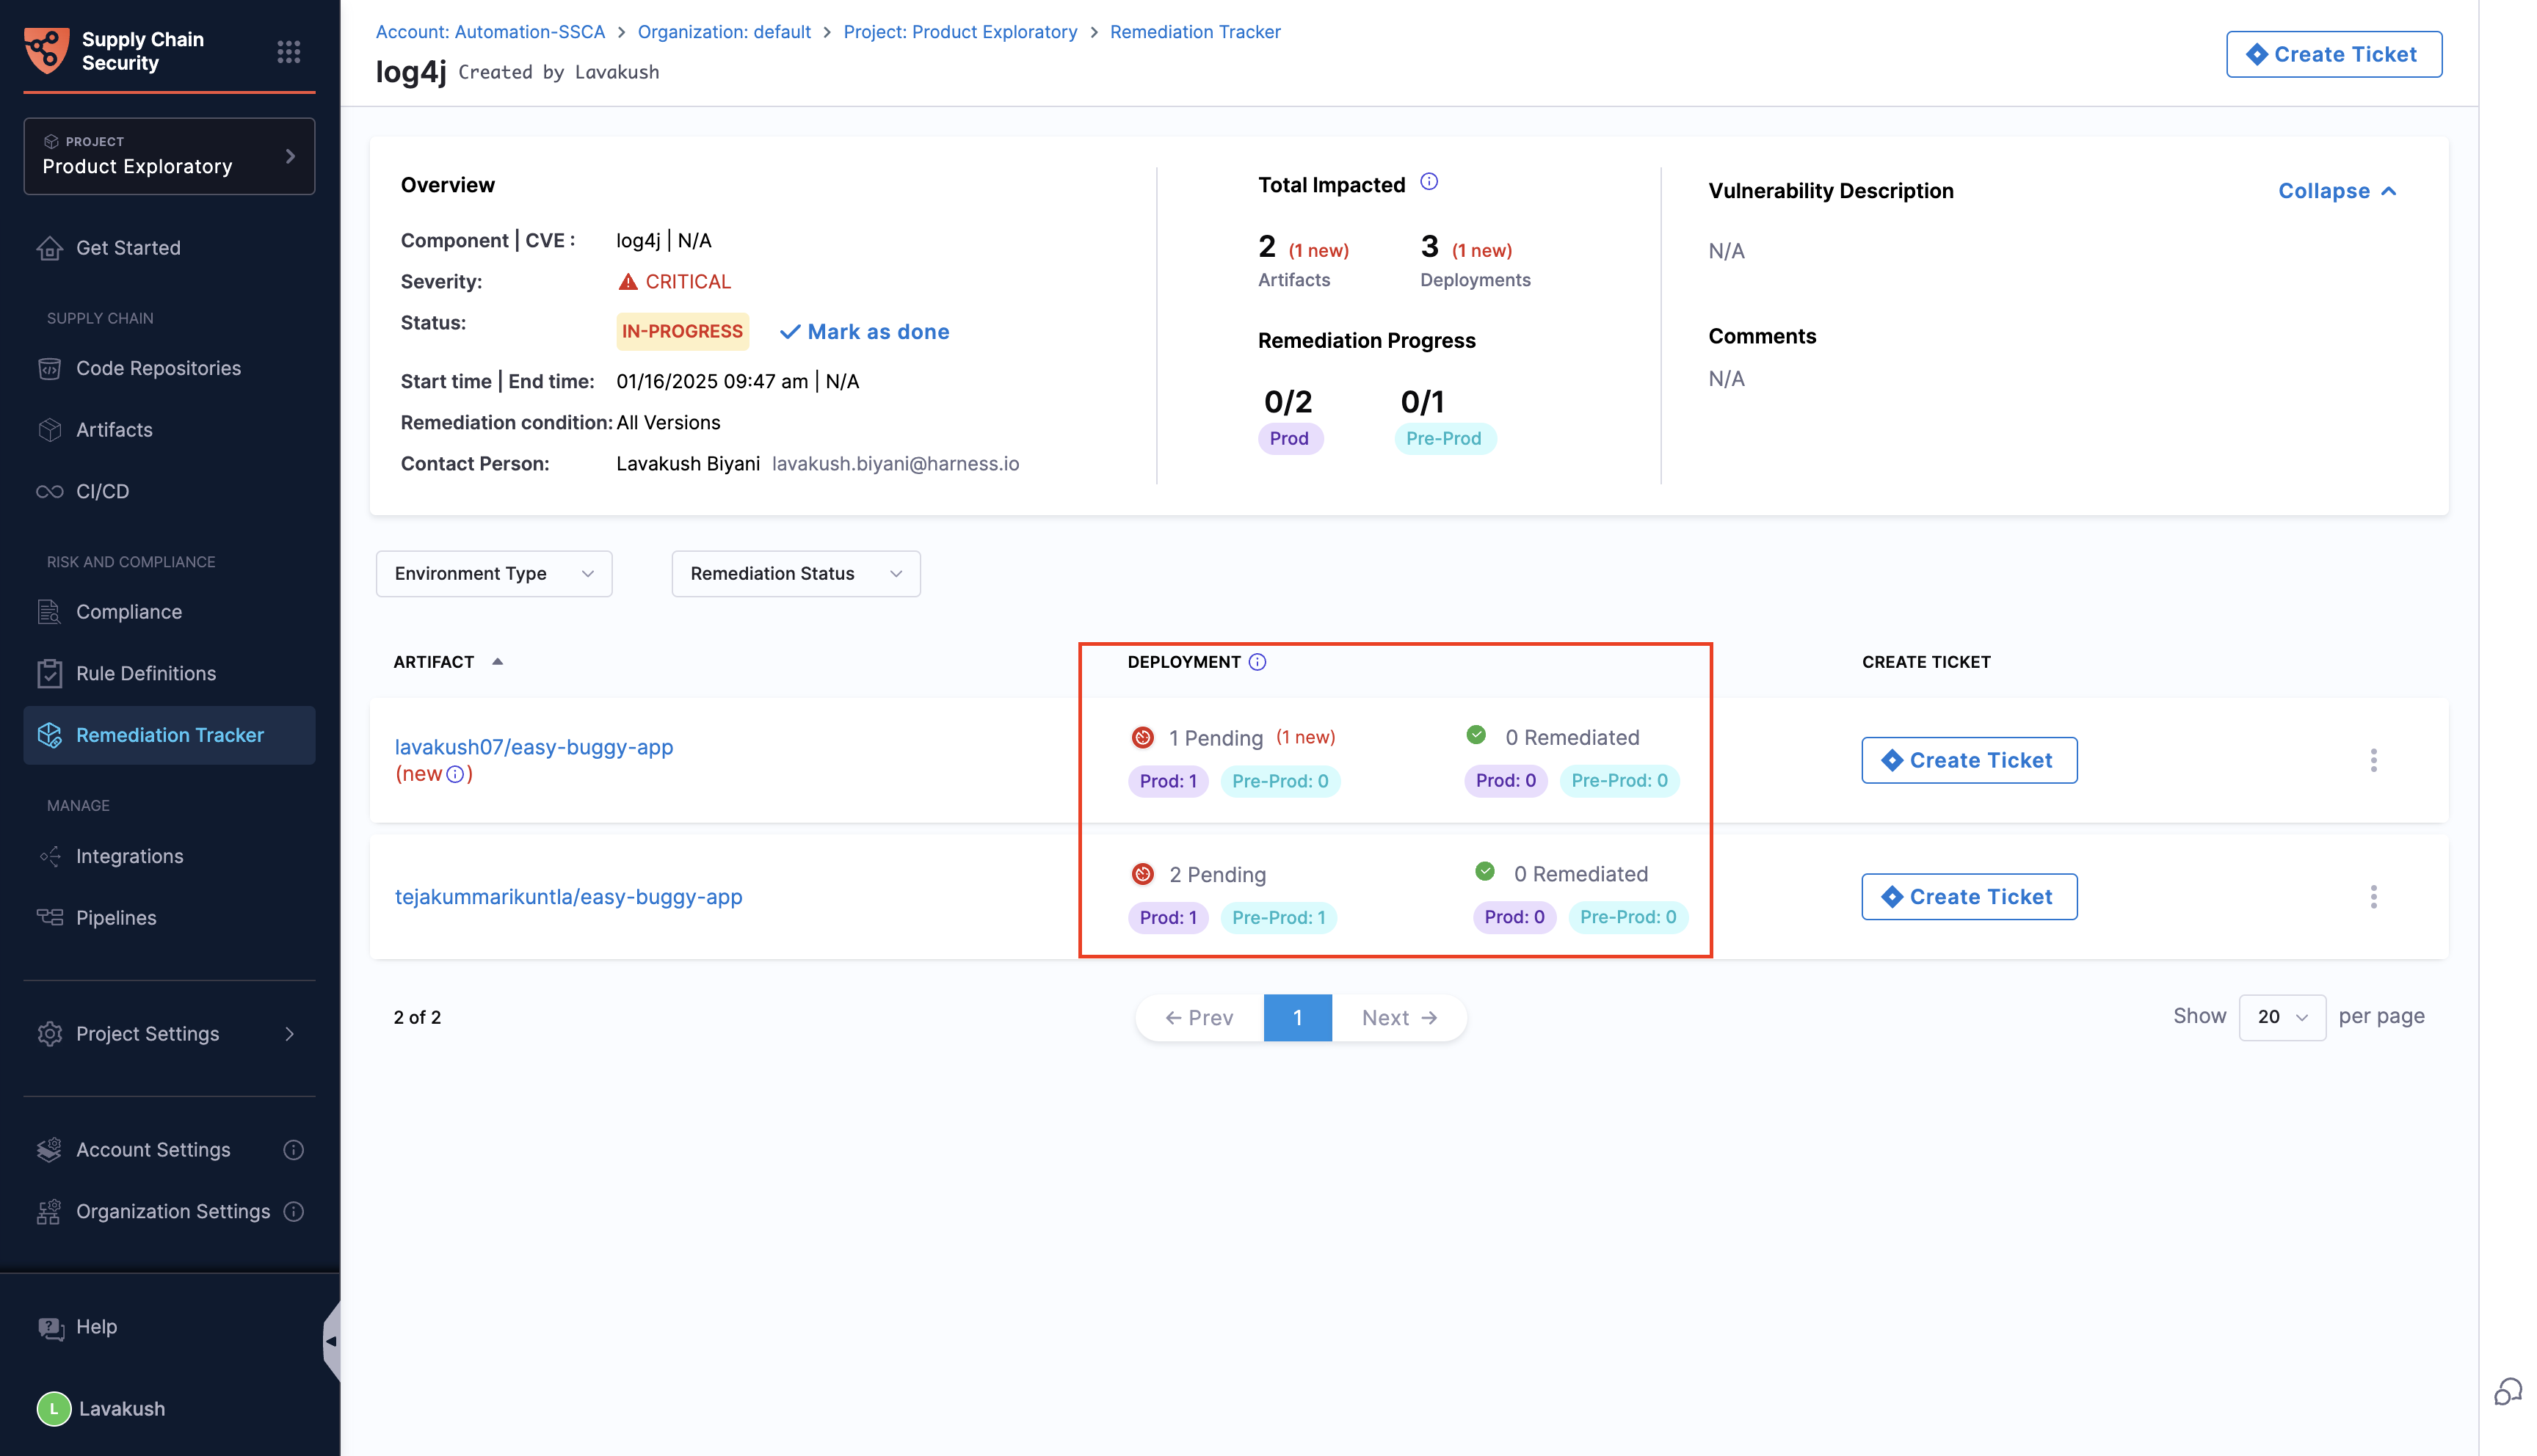 Supply Chain
Security
PROJECT
Product Exploratory
Get Started
SUPPLY CHAIN
Code Repositories
Artifacts
CI/CD
RISK AND COMPLIANCE
Compliance
Rule Definitions
Remediation Tracker
MANAGE
Integrations
Pipelines
Project Settings
Account Settings
Organization Settings
Help
L Lavakush
Account: Automation-SSCA > Organization: default > Project: Product Exploratory > Remediation Tracker
log4j Created by Lavakush
Create Ticket
Overview
Component | CVE : log4j | N/A
Severity: CRITICAL
Status: IN-PROGRESS Mark as done
Start time | End time: 01/16/2025 09:47 am | N/A
Remediation condition: All Versions
Contact Person: Lavakush Biyani lavakush.biyani@harness.io
Total Impacted
2 (1 new) 3 (1 new)
Artifacts Deployments
Remediation Progress
0/2 0/1
Prod Pre-Prod
Vulnerability Description Collapse
N/A
Comments
N/A
Environment Type Remediation Status
ARTIFACT DEPLOYMENT CREATE TICKET
lavakush07/easy-buggy-app
(new)
1 Pending (1 new) 0 Remediated
Prod: 1 Pre-Prod: 0 Prod: 0 Pre-Prod: 0
Create Ticket
tejakummarikuntla/easy-buggy-app
2 Pending 0 Remediated
Prod: 1 Pre-Prod: 1 Prod: 0 Pre-Prod: 0
Create Ticket
2 of 2 ← Prev 1 Next → Show 20 per page